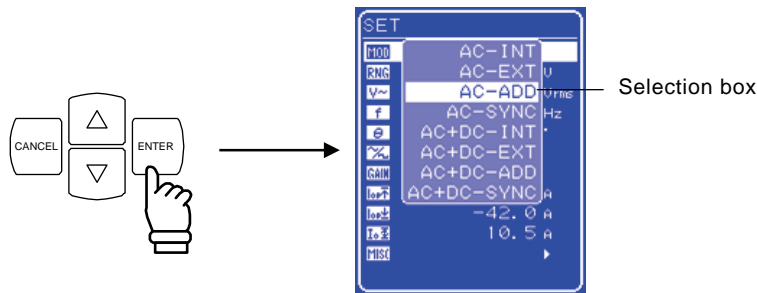 CANCEL
ENTER
SET
MOD AC-INT
RNG AC-EXT V
V~ AC-ADD Vrms
f AC-SYNC Hz
θ AC+DC-INT °
AC+DC-EXT
GAIN AC+DC-ADD
AC+DC-SYNC A
-42.0 A
10.5 A
MISC
Selection box